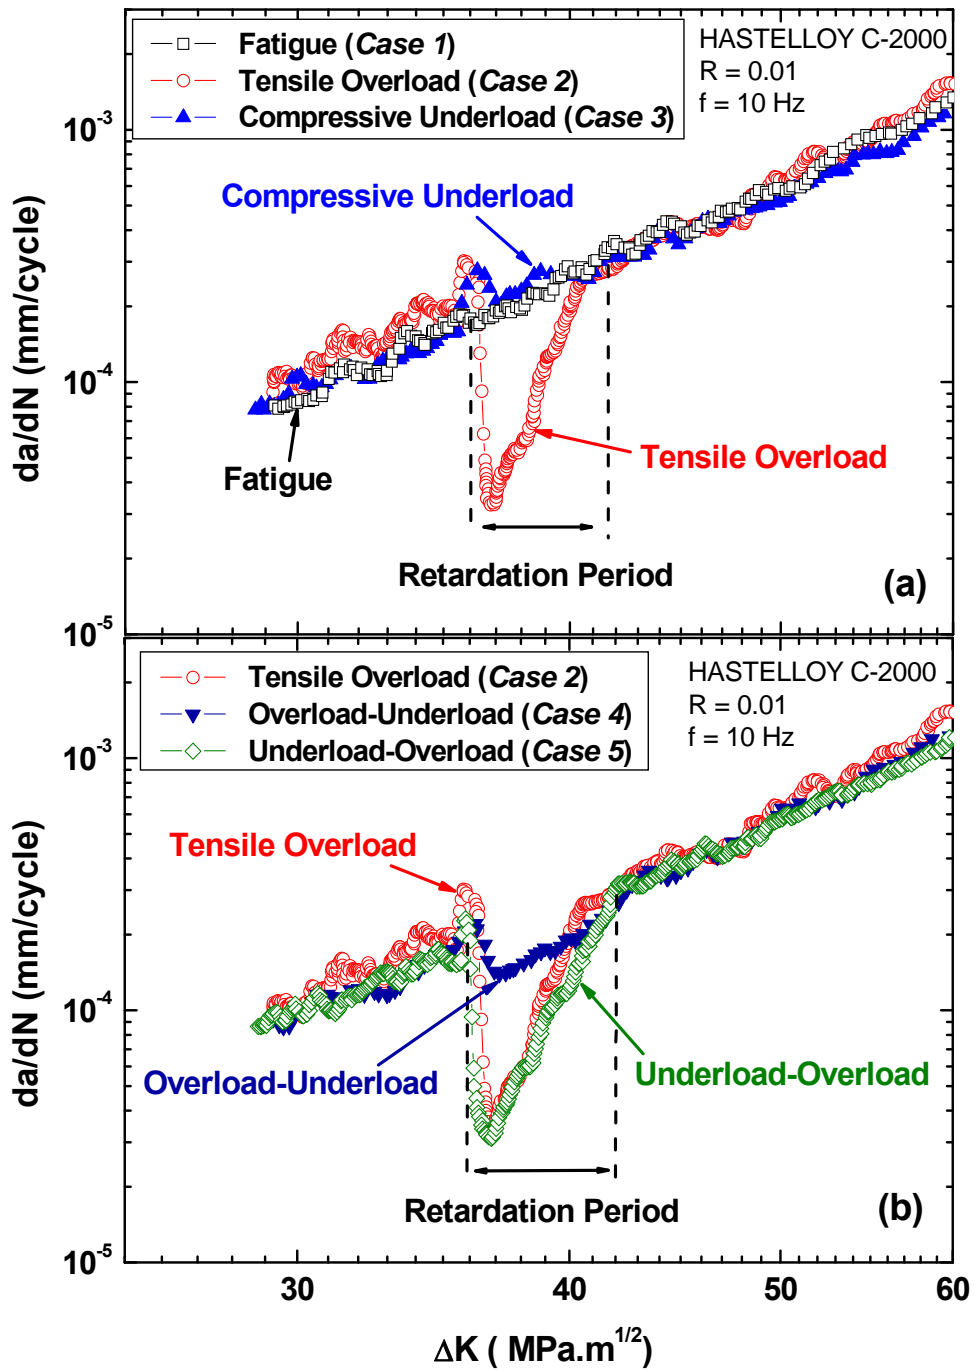 Fatigue (Case 1)
Tensile Overload (Case 2)
Compressive Underload (Case 3)
HASTELLOY C-2000
R = 0.01
f = 10 Hz
10⁻³
Compressive Underload
da/dN (mm/cycle)
10⁻⁴
Fatigue
Tensile Overload
Retardation Period
(a)
10⁻⁵
Tensile Overload (Case 2)
Overload-Underload (Case 4)
Underload-Overload (Case 5)
HASTELLOY C-2000
R = 0.01
f = 10 Hz
10⁻³
Tensile Overload
da/dN (mm/cycle)
10⁻⁴
Overload-Underload
Underload-Overload
Retardation Period
(b)
10⁻⁵
30 40 50 60
ΔK ( MPa.m¹ᐟ²)